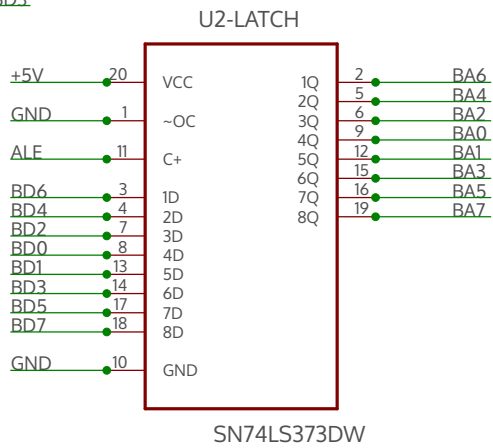 U2-LATCH
+5V 20 VCC 1Q 2 BA6
2Q 5 BA4
GND 1 ~OC 3Q 6 BA2
4Q 9 BA0
ALE 11 C+ 5Q 12 BA1
6Q 15 BA3
BD6 3 1D 7Q 16 BA5
BD4 4 2D 8Q 19 BA7
BD2 7 3D
BD0 8 4D
BD1 13 5D
BD3 14 6D
BD5 17 7D
BD7 18 8D
GND 10 GND
SN74LS373DW